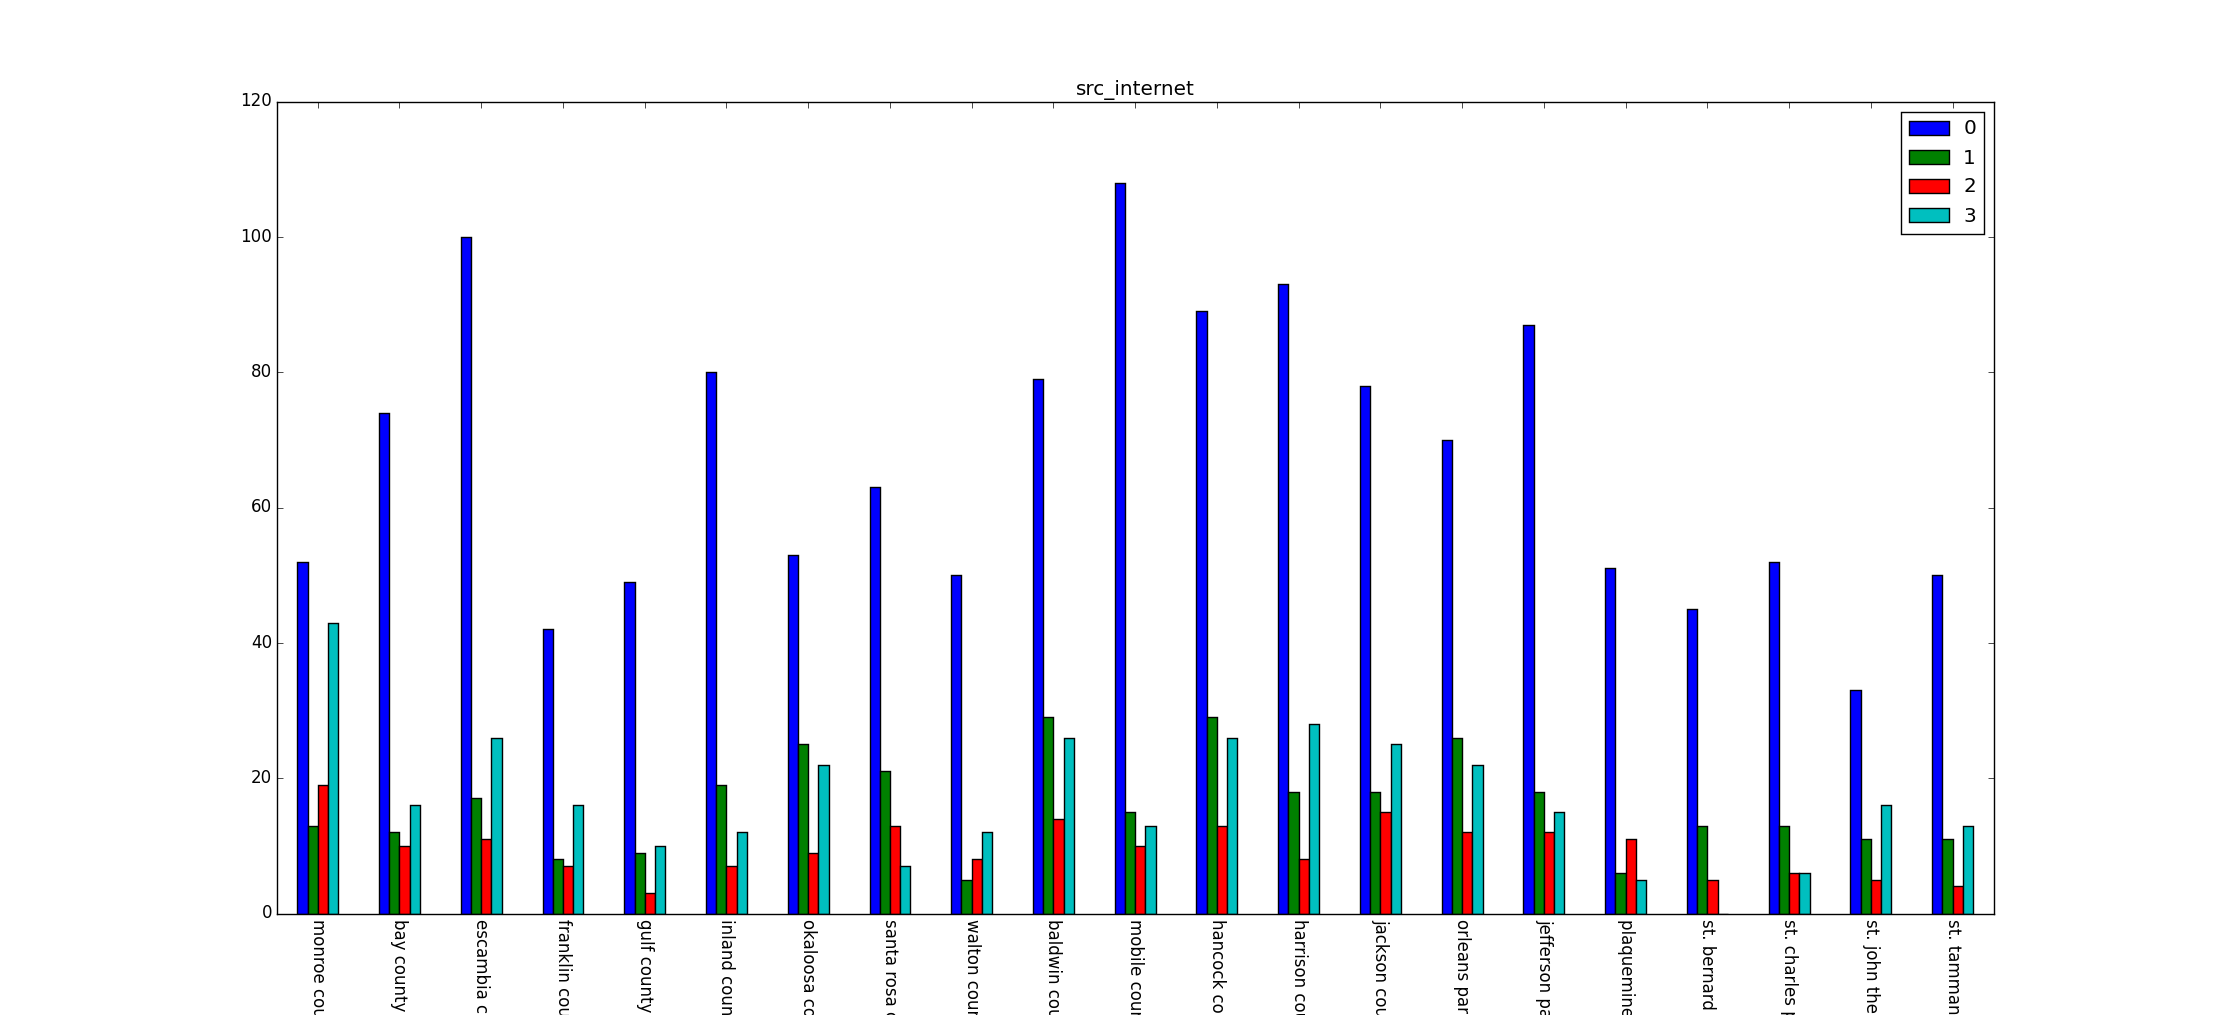 src_internet
120
100
80
60
40
20
0
0
1
2
3
monroe cou
bay county
escambia c
franklin cou
gulf county
inland coun
okaloosa co
santa rosa c
walton coun
baldwin cou
mobile coun
hancock co
harrison cou
jackson cou
orleans par
jefferson pa
plaquemine
st. bernard
st. charles p
st. john the
st. tamman